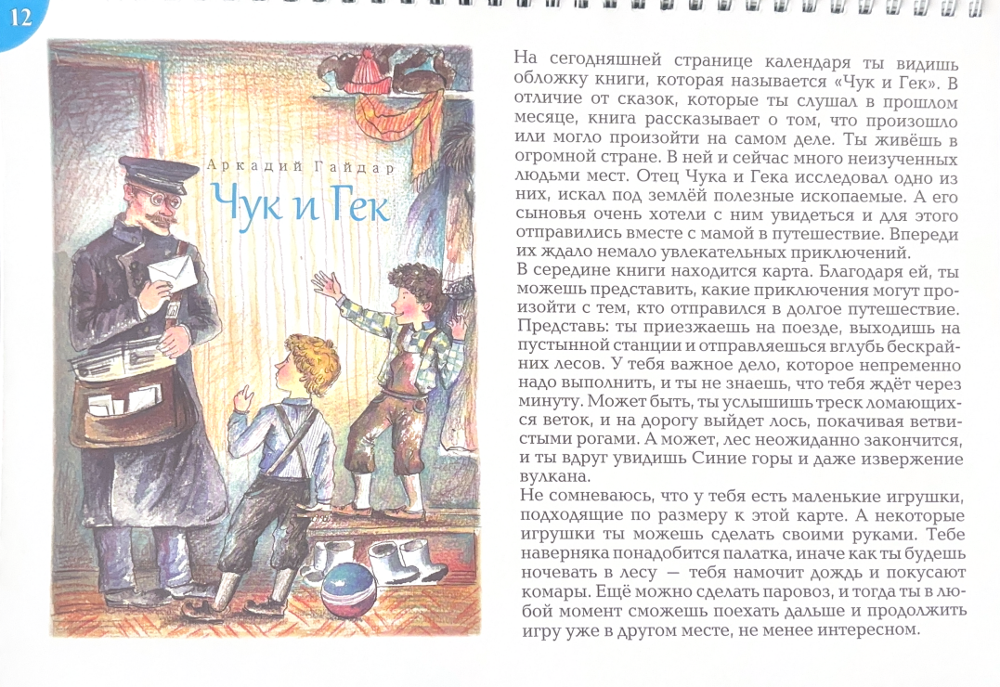 12
Аркадий Гайдар
Чук и Гек
На сегодняшней странице календаря ты видишь
обложку книги, которая называется «Чук и Гек». В
отличие от сказок, которые ты слушал в прошлом
месяце, книга рассказывает о том, что произошло
или могло произойти на самом деле. Ты живёшь в
огромной стране. В ней и сейчас много неизученных
людьми мест. Отец Чука и Гека исследовал одно из
них, искал под землёй полезные ископаемые. А его
сыновья очень хотели с ним увидеться и для этого
отправились вместе с мамой в путешествие. Впереди
их ждало немало увлекательных приключений.
В середине книги находится карта. Благодаря ей, ты
можешь представить, какие приключения могут про-
изойти с тем, кто отправился в долгое путешествие.
Представь: ты приезжаешь на поезде, выходишь на
пустынной станции и отправляешься вглубь бескрай-
них лесов. У тебя важное дело, которое непременно
надо выполнить, и ты не знаешь, что тебя ждёт через
минуту. Может быть, ты услышишь треск ломающих-
ся веток, и на дорогу выйдет лось, покачивая ветви-
стыми рогами. А может, лес неожиданно закончится,
и ты вдруг увидишь Синие горы и даже извержение
вулкана.
Не сомневаюсь, что у тебя есть маленькие игрушки,
подходящие по размеру к этой карте. А некоторые
игрушки ты можешь сделать своими руками. Тебе
наверняка понадобится палатка, иначе как ты будешь
ночевать в лесу — тебя намочит дождь и покусают
комары. Ещё можно сделать паровоз, и тогда ты в лю-
бой момент сможешь поехать дальше и продолжить
игру уже в другом месте, не менее интересном.